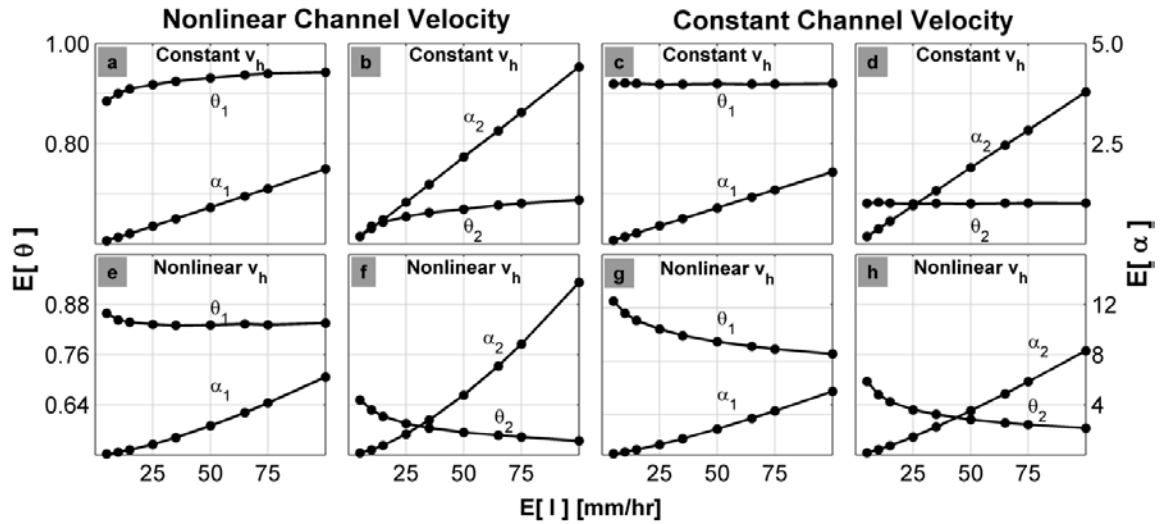 Nonlinear Channel Velocity Constant Channel Velocity
1.00 a Constant v_h b Constant v_h c Constant v_h d Constant v_h 5.0
θ_1 α_2 θ_1 α_2
0.80 2.5
α_1 θ_2 α_1 θ_2
E[ θ ] E[ α ]
e Nonlinear v_h f Nonlinear v_h g Nonlinear v_h h Nonlinear v_h
0.88 θ_1 θ_1 12
0.76 α_2 α_2 8
0.64 α_1 θ_2 α_1 θ_2 4
25 50 75 25 50 75 25 50 75 25 50 75
E[ I ] [mm/hr]